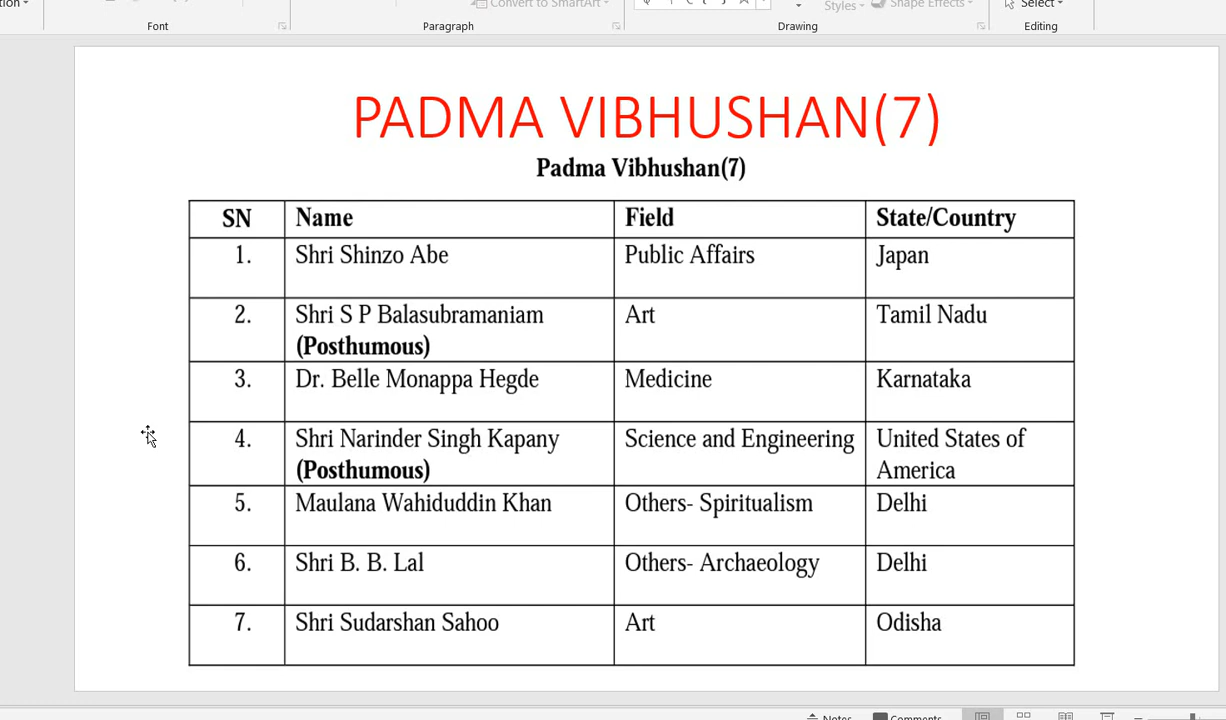 Convert to SmartArt
Styles
Shape Effects
Select
Font
Paragraph
Drawing
Editing
PADMA VIBHUSHAN(7)
Padma Vibhushan(7)
SN Name Field State/Country
1. Shri Shinzo Abe Public Affairs Japan
2. Shri S P Balasubramaniam Art Tamil Nadu
(Posthumous)
3. Dr. Belle Monappa Hegde Medicine Karnataka
4. Shri Narinder Singh Kapany Science and Engineering United States of
(Posthumous) America
5. Maulana Wahiduddin Khan Others- Spiritualism Delhi
6. Shri B. B. Lal Others- Archaeology Delhi
7. Shri Sudarshan Sahoo Art Odisha
Notes Comments